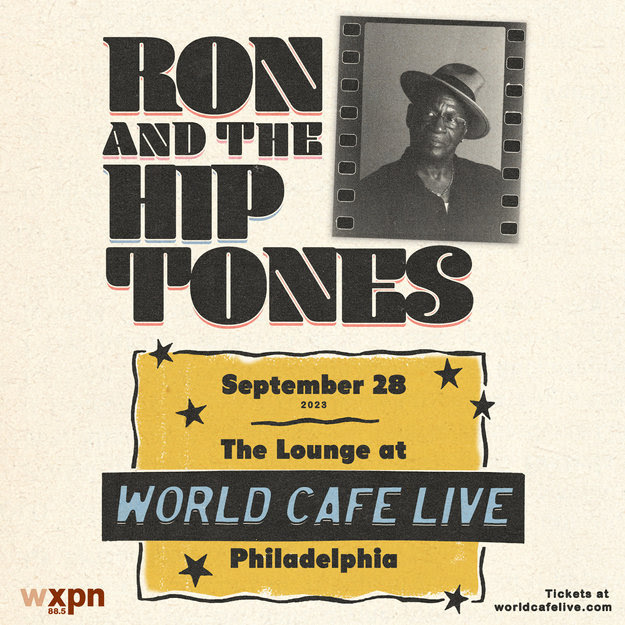 RON
AND THE
HIP
TONES
September 28
2023
The Lounge at
WORLD CAFE LIVE
Philadelphia
wxpn
88.5
Tickets at
worldcafelive.com